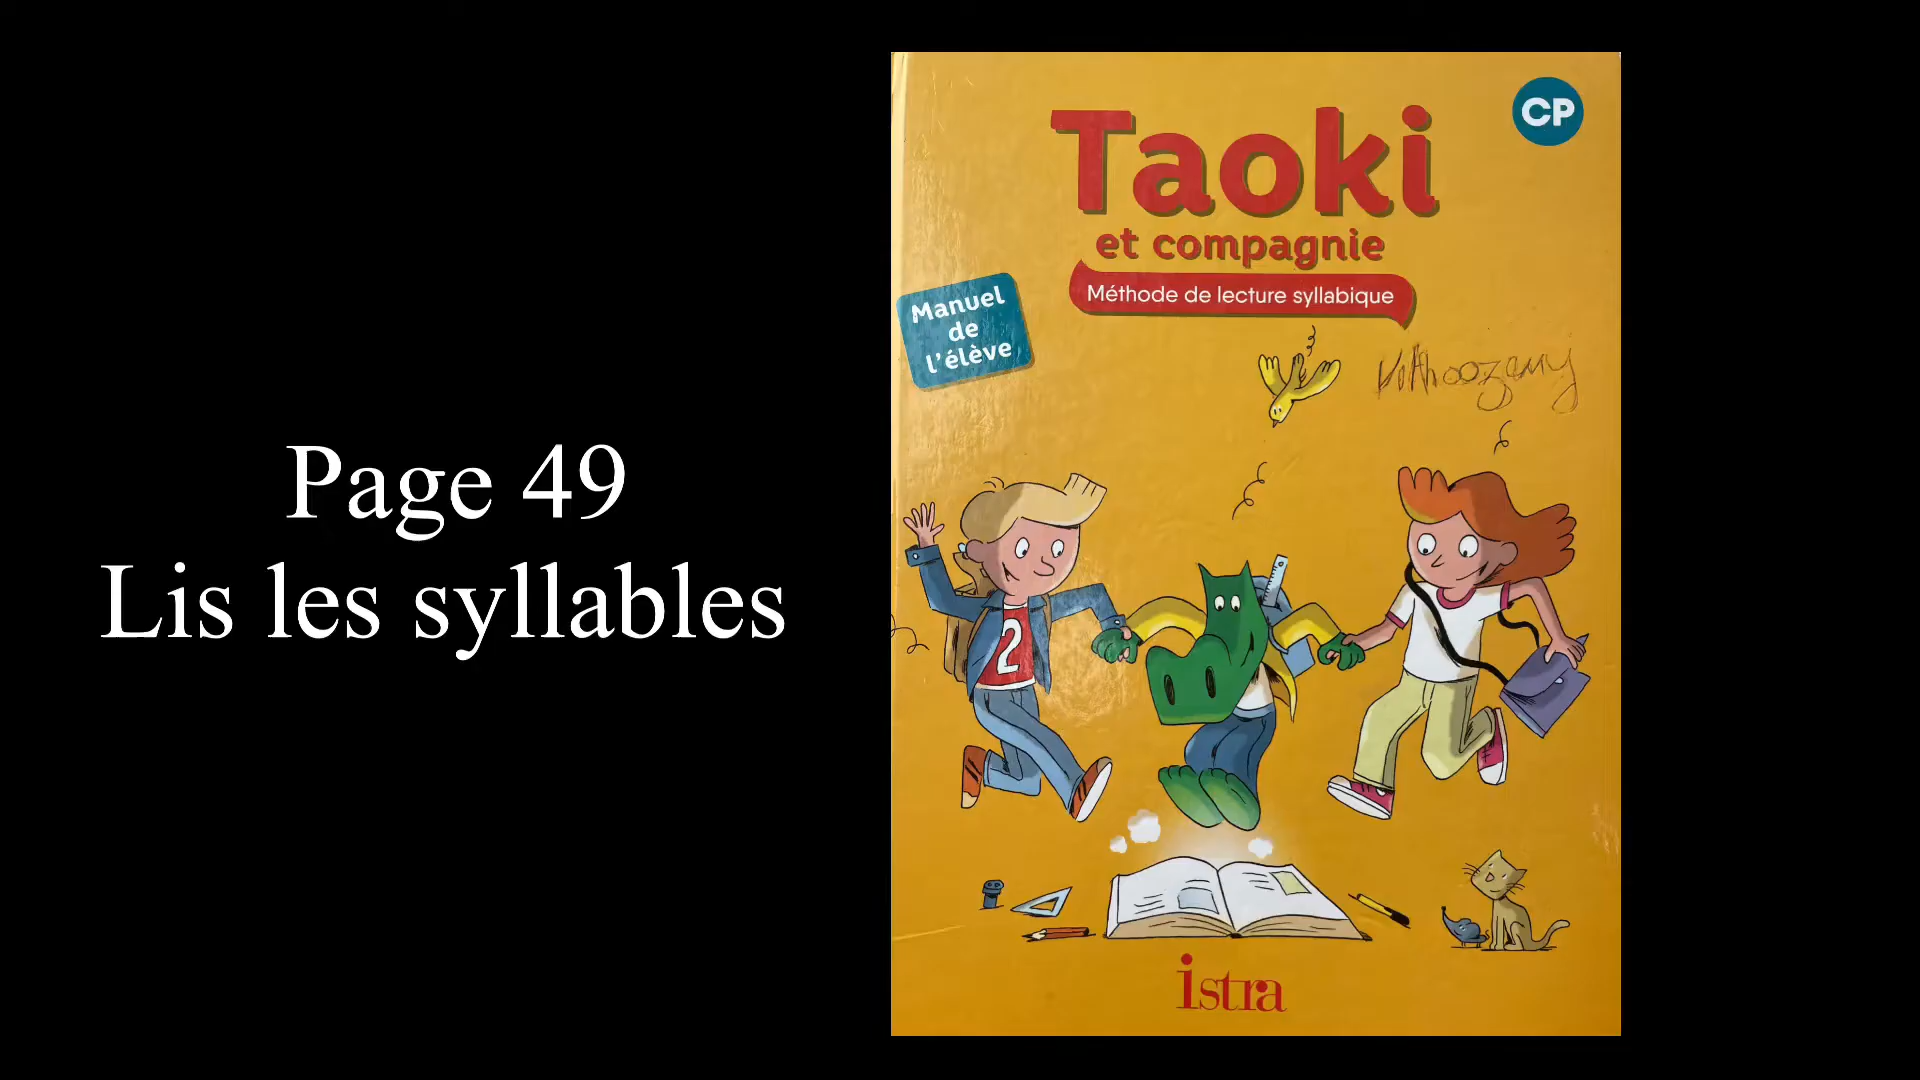 Page 49
Lis les syllables
CP
Taoki
et compagnie
Méthode de lecture syllabique
Manuel
de
l'élève
2
istra